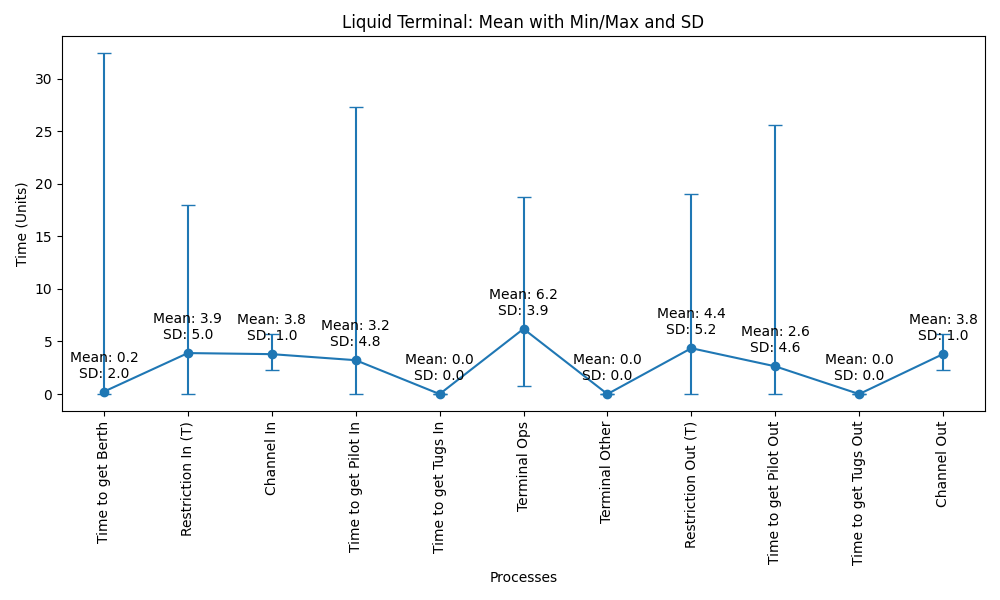 Liquid Terminal: Mean with Min/Max and SD
Time (Units)
30
25
20
15
10
5
0
Mean: 0.2
SD: 2.0
Mean: 3.9
SD: 5.0
Mean: 3.8
SD: 1.0
Mean: 3.2
SD: 4.8
Mean: 0.0
SD: 0.0
Mean: 6.2
SD: 3.9
Mean: 0.0
SD: 0.0
Mean: 4.4
SD: 5.2
Mean: 2.6
SD: 4.6
Mean: 0.0
SD: 0.0
Mean: 3.8
SD: 1.0
Time to get Berth
Restriction In (T)
Channel In
Time to get Pilot In
Time to get Tugs In
Terminal Ops
Terminal Other
Restriction Out (T)
Time to get Pilot Out
Time to get Tugs Out
Channel Out
Processes